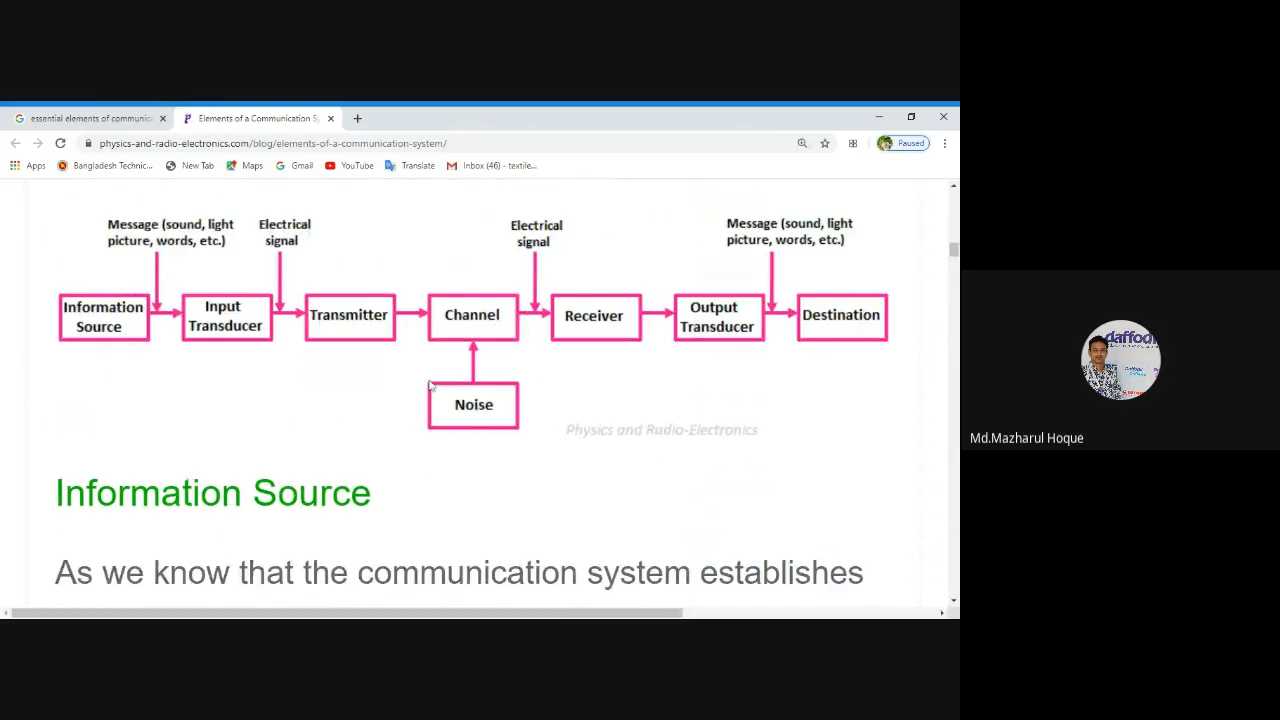 essential elements of communica
Elements of a Communication Sy
physics-and-radio-electronics.com/blog/elements-of-a-communication-system/
Paused
Apps
Bangladesh Technic...
New Tab
Maps
Gmail
YouTube
Translate
Inbox (46) - textile...
Message (sound, light
picture, words, etc.)
Electrical
signal
Electrical
signal
Message (sound, light
picture, words, etc.)
Information
Source
Input
Transducer
Transmitter
Channel
Receiver
Output
Transducer
Destination
Noise
Physics and Radio-Electronics
Information Source
As we know that the communication system establishes
daffodi
Md.Mazharul Hoque